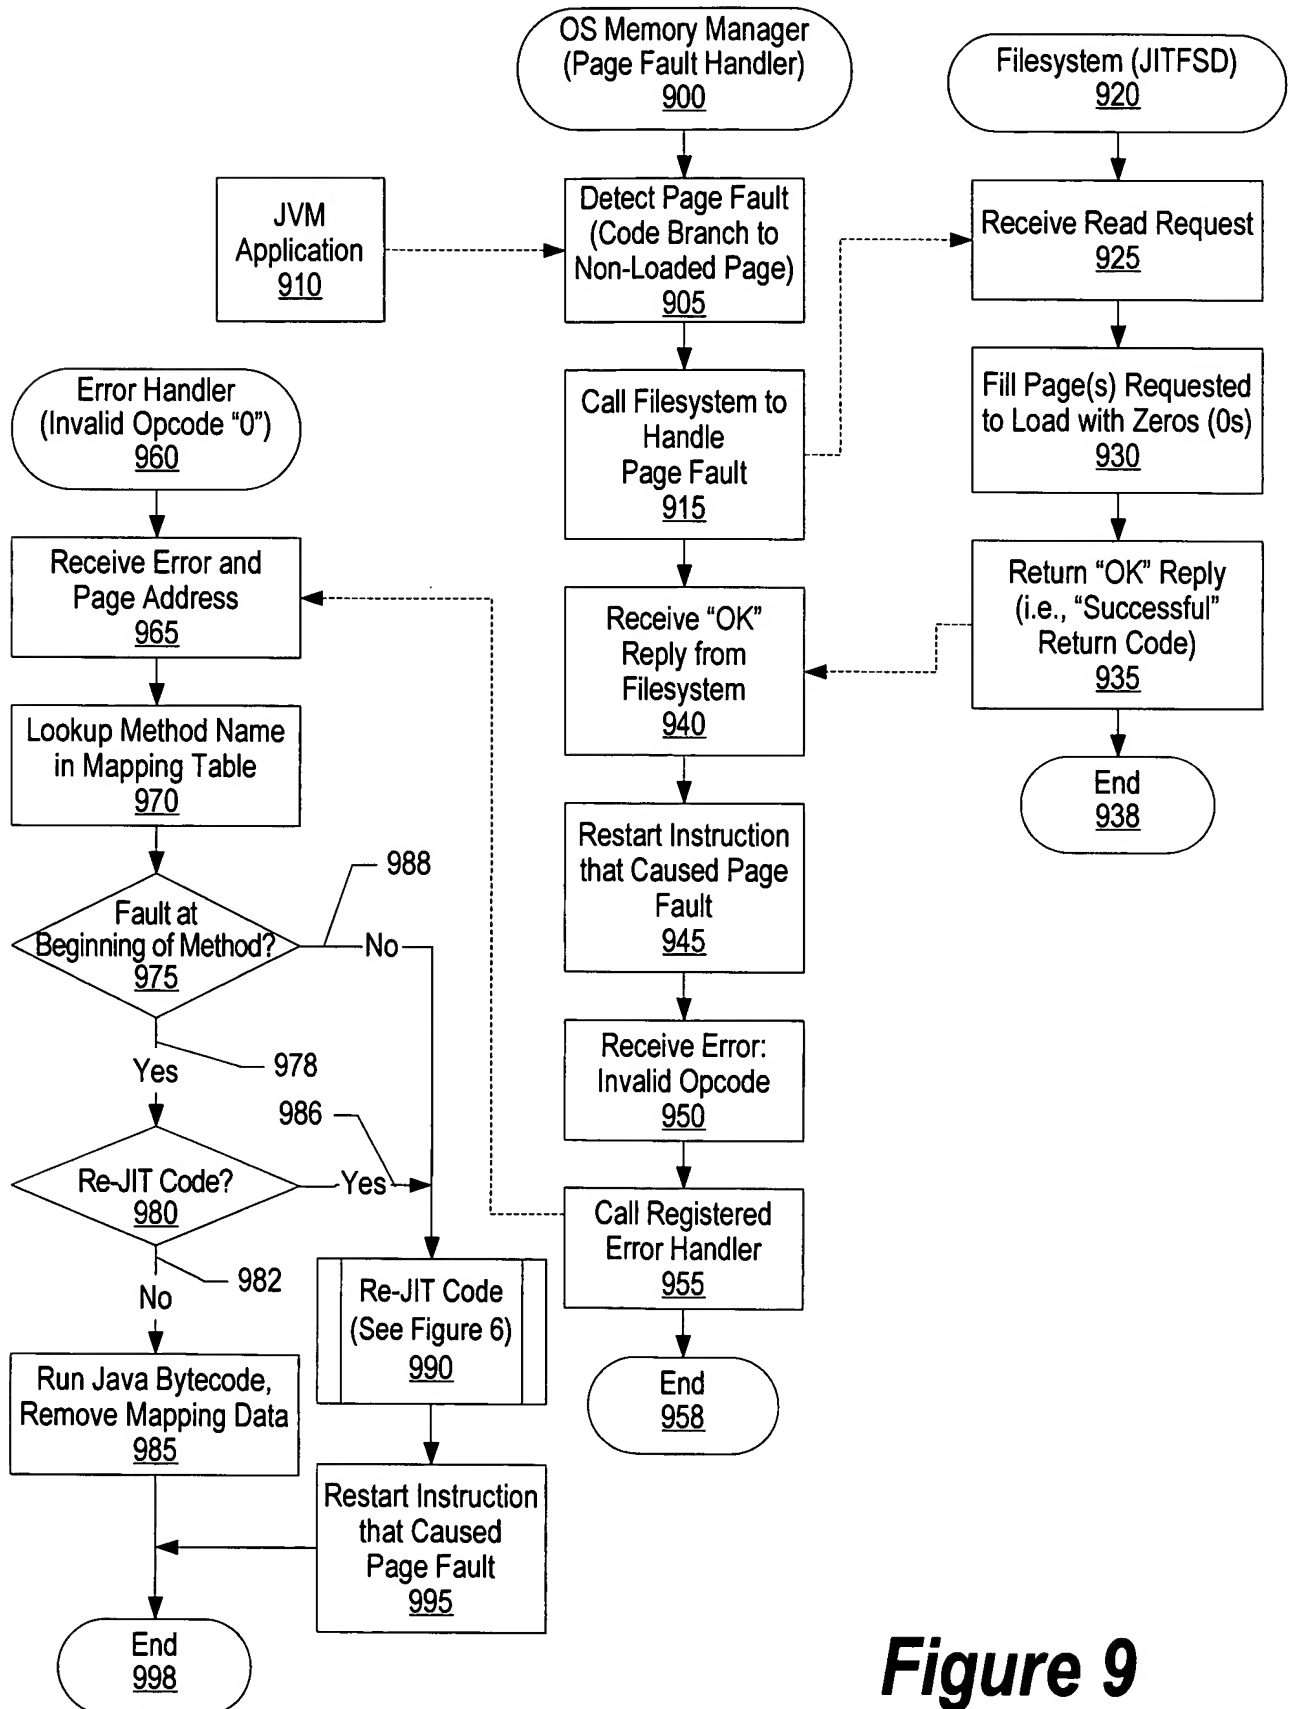 OS Memory Manager
(Page Fault Handler)
900
Filesystem (JITFSD)
920
JVM
Application
910
Detect Page Fault
(Code Branch to
Non-Loaded Page)
905
Receive Read Request
925
Error Handler
(Invalid Opcode “0”)
960
Call Filesystem to
Handle
Page Fault
915
Fill Page(s) Requested
to Load with Zeros (0s)
930
Receive Error and
Page Address
965
Receive “OK”
Reply from
Filesystem
940
Return “OK” Reply
(i.e., “Successful”
Return Code)
935
Lookup Method Name
in Mapping Table
970
End
938
Restart Instruction
that Caused Page
Fault
945
988
Fault at
Beginning of Method?
975
No
978
Yes
Receive Error:
Invalid Opcode
950
986
Re-JIT Code?
980
Yes
Call Registered
Error Handler
955
982
No
Re-JIT Code
(See Figure 6)
990
End
958
Run Java Bytecode,
Remove Mapping Data
985
Restart Instruction
that Caused
Page Fault
995
End
998
Figure 9